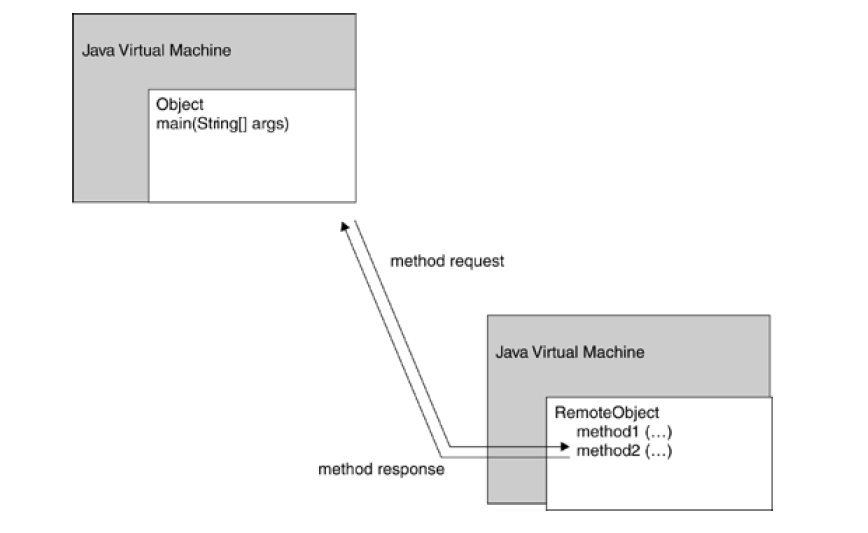 Java Virtual Machine
Object
main(String[] args)
method request
Java Virtual Machine
RemoteObject
method1 (...)
method2 (...)
method response